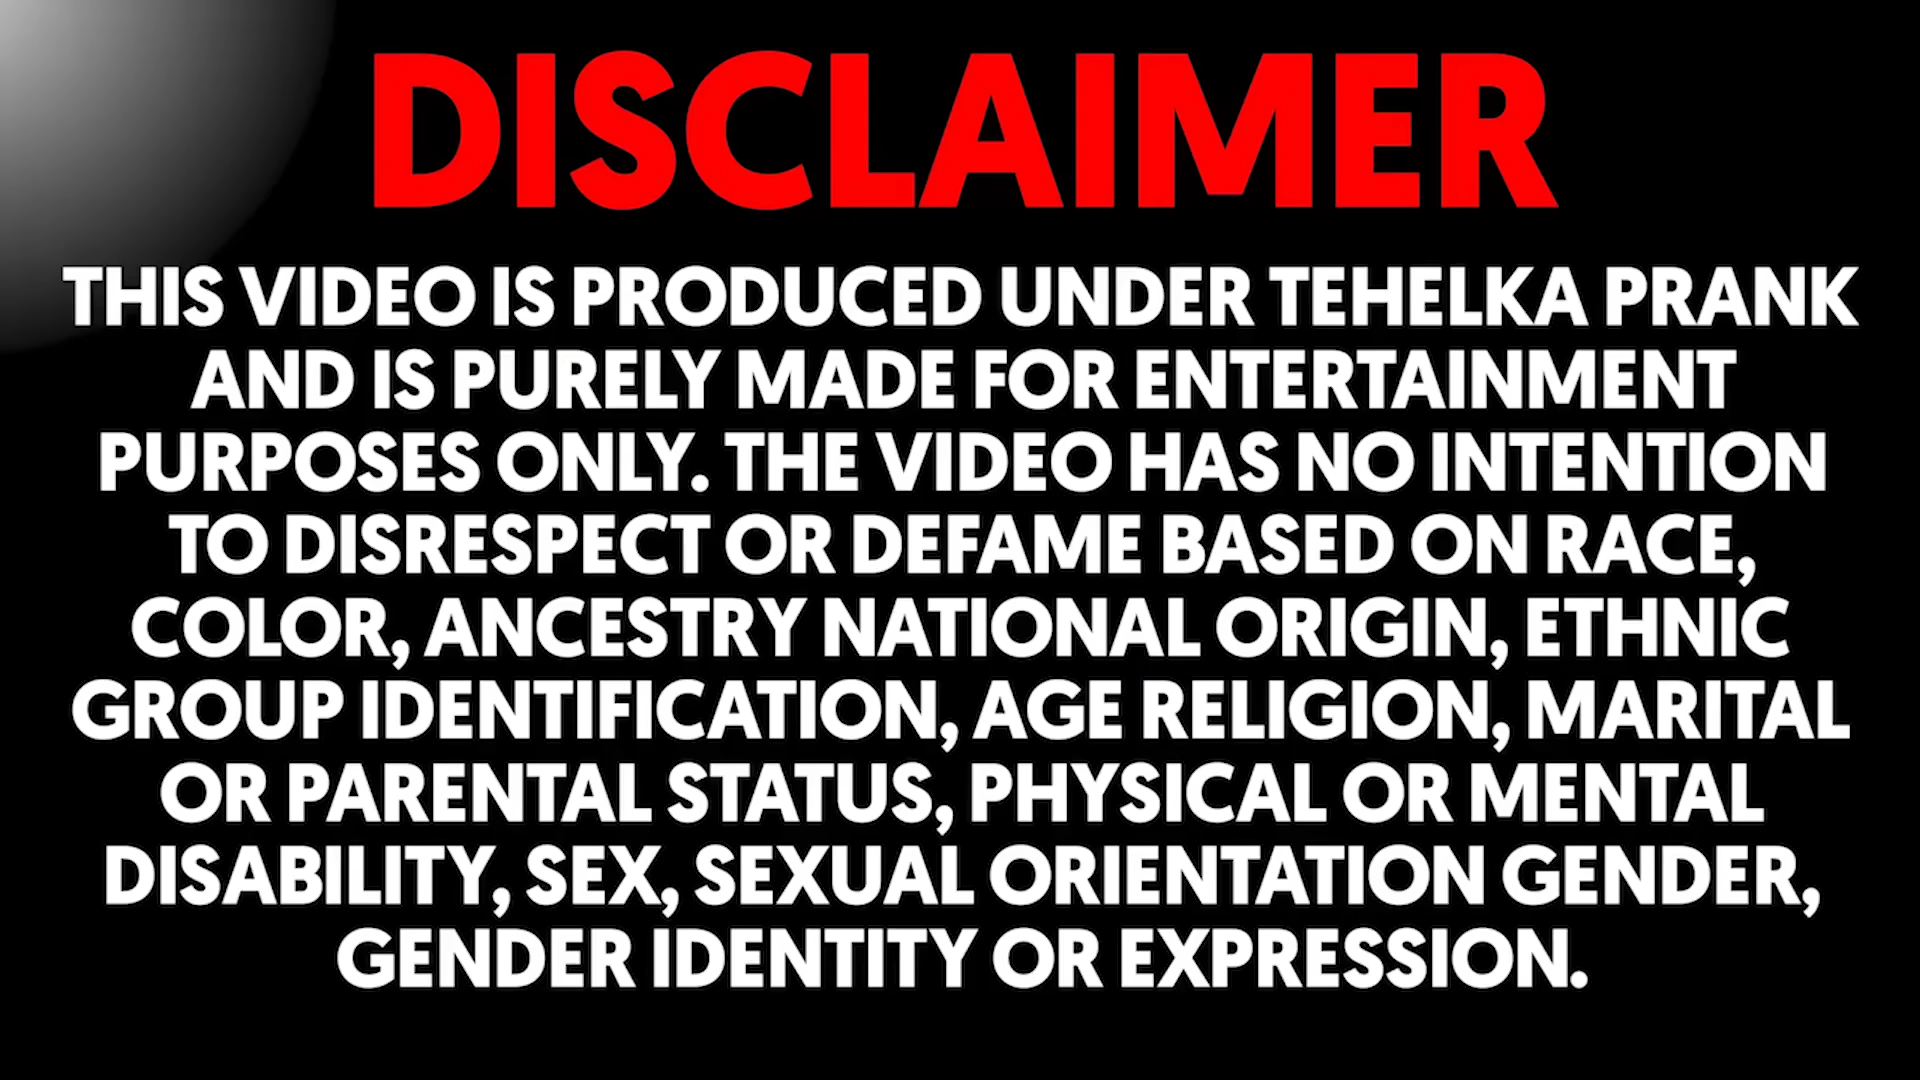 DISCLAIMER
THIS VIDEO IS PRODUCED UNDER TEHELKA PRANK
AND IS PURELY MADE FOR ENTERTAINMENT
PURPOSES ONLY. THE VIDEO HAS NO INTENTION
TO DISRESPECT OR DEFAME BASED ON RACE,
COLOR, ANCESTRY NATIONAL ORIGIN, ETHNIC
GROUP IDENTIFICATION, AGE RELIGION, MARITAL
OR PARENTAL STATUS, PHYSICAL OR MENTAL
DISABILITY, SEX, SEXUAL ORIENTATION GENDER,
GENDER IDENTITY OR EXPRESSION.